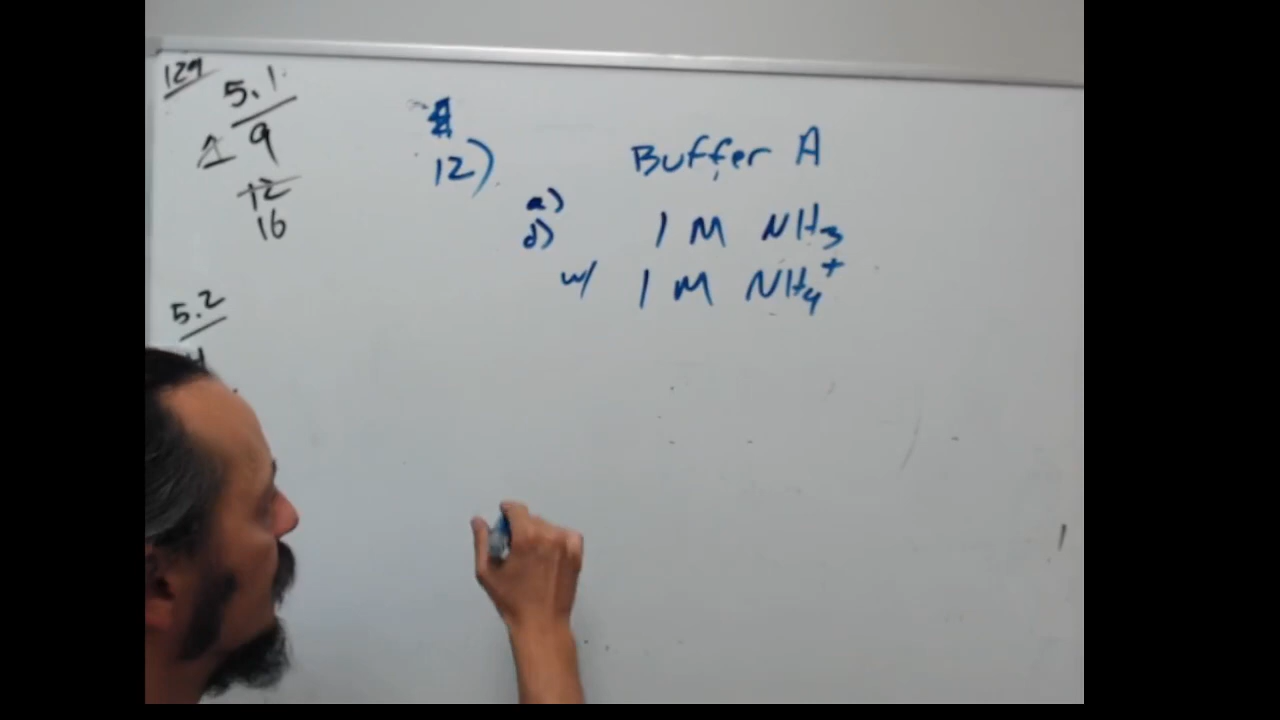 129
5.1
9
12
16
5.2
12)
Buffer A
a)
d)
1 M NH₃
w/ 1 M NH₄⁺